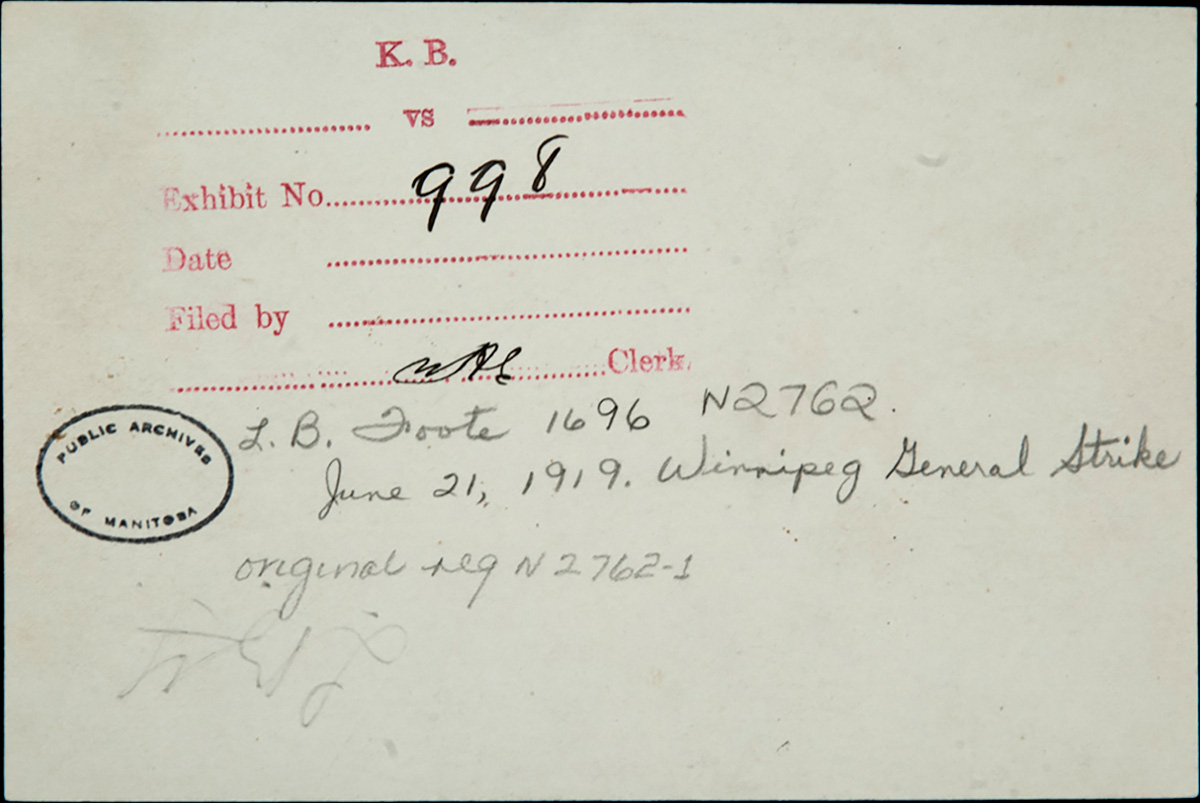 K. B.
vs
Exhibit No. 998
Date
Filed by
Clerk.
PUBLIC ARCHIVES
OF MANITOBA
L. B. Foote 1696 N2762.
June 21, 1919. Winnipeg General Strike
original neg N2762-1